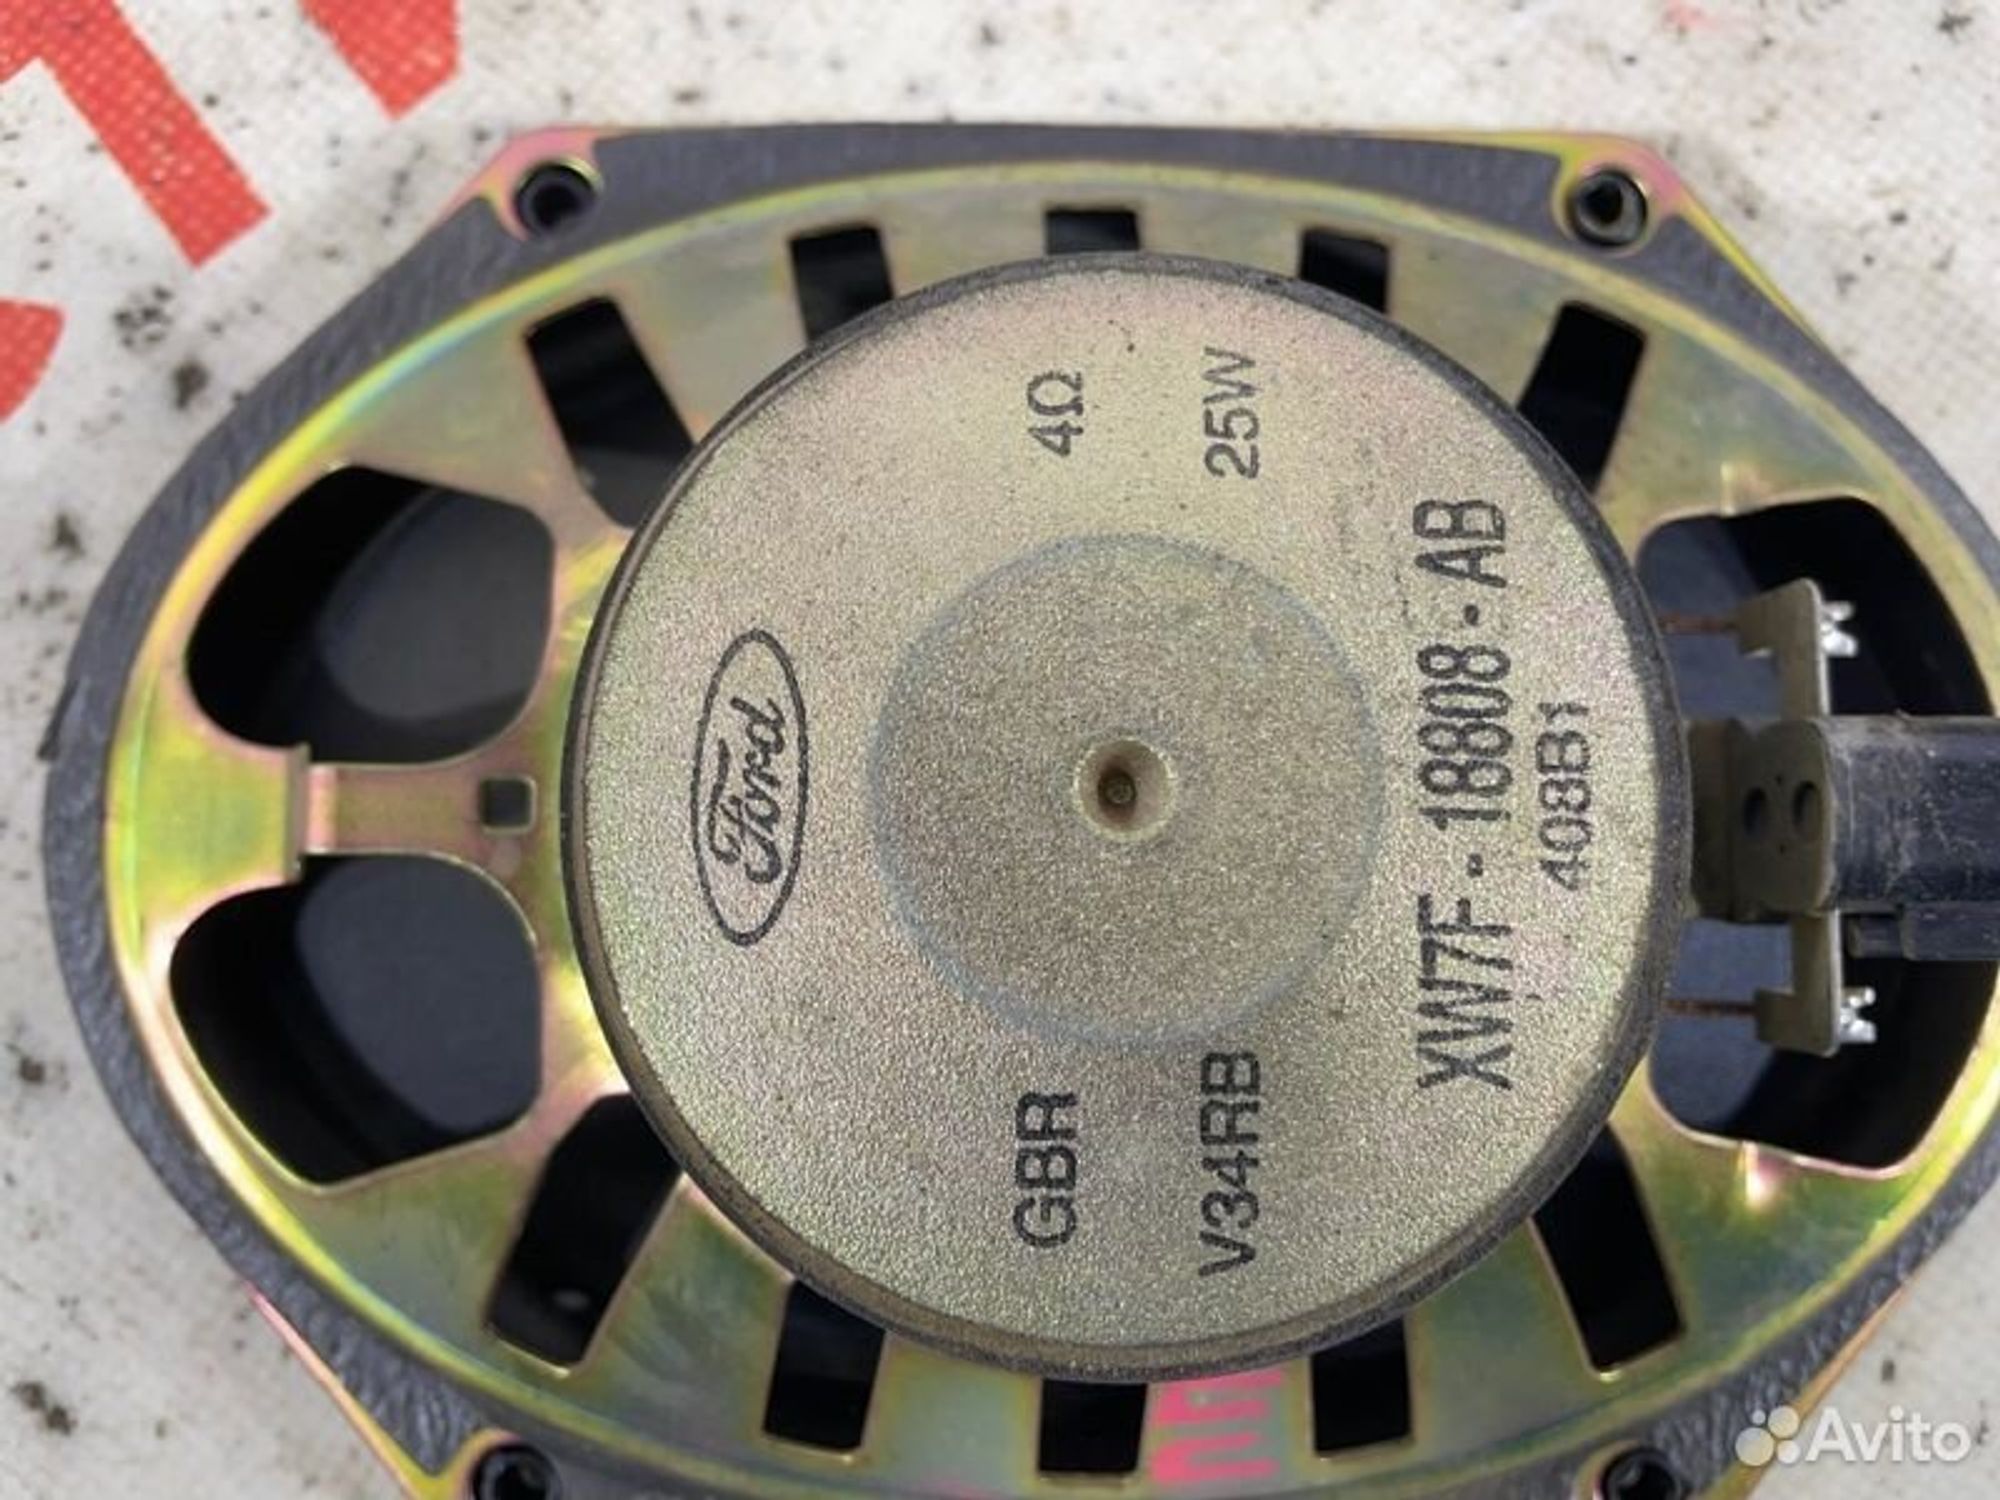 Ford
GBR 4Ω
V34RB 25W
XW7F-18808-AB
408B1
Avito